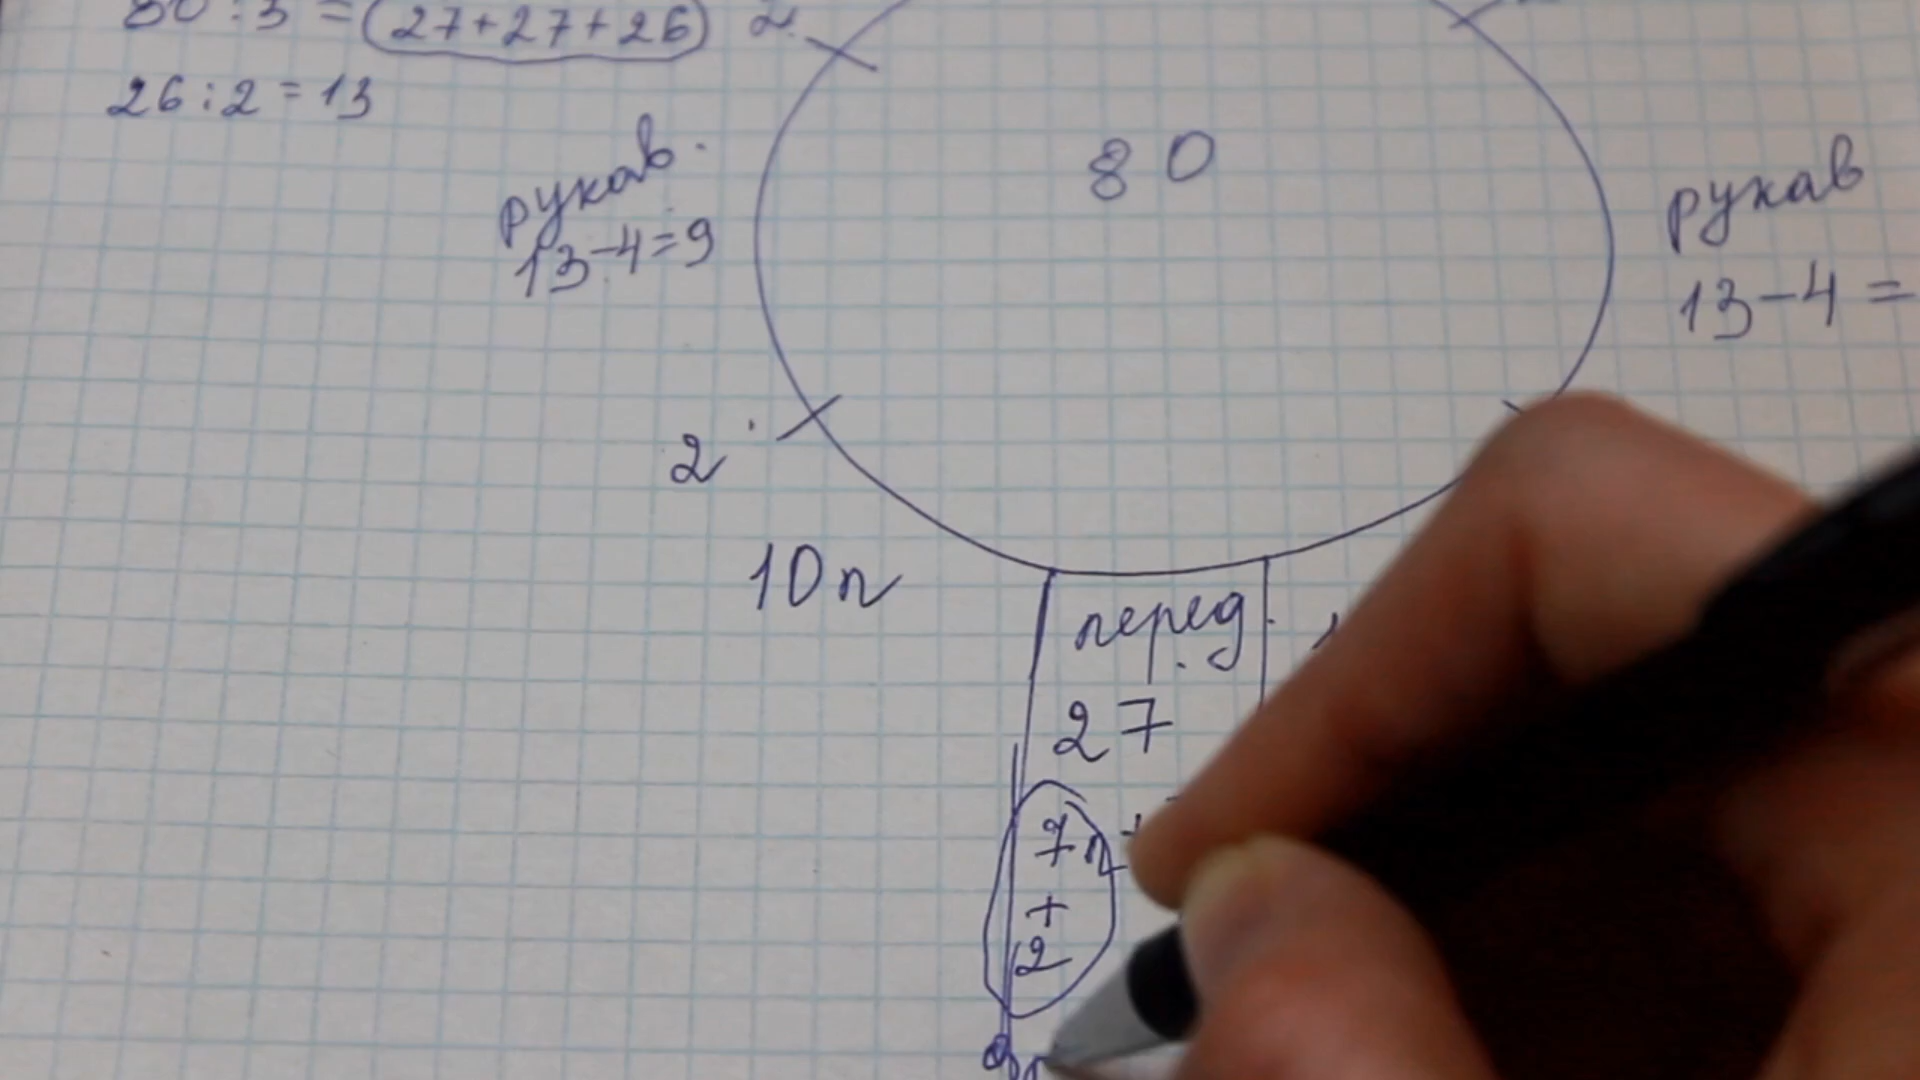 80:3=(27+27+26)
2.
26:2=13
рукав.
13-4=9
80
рукав
13-4=
2
10п
перед.
27
7п+
+
2
9п